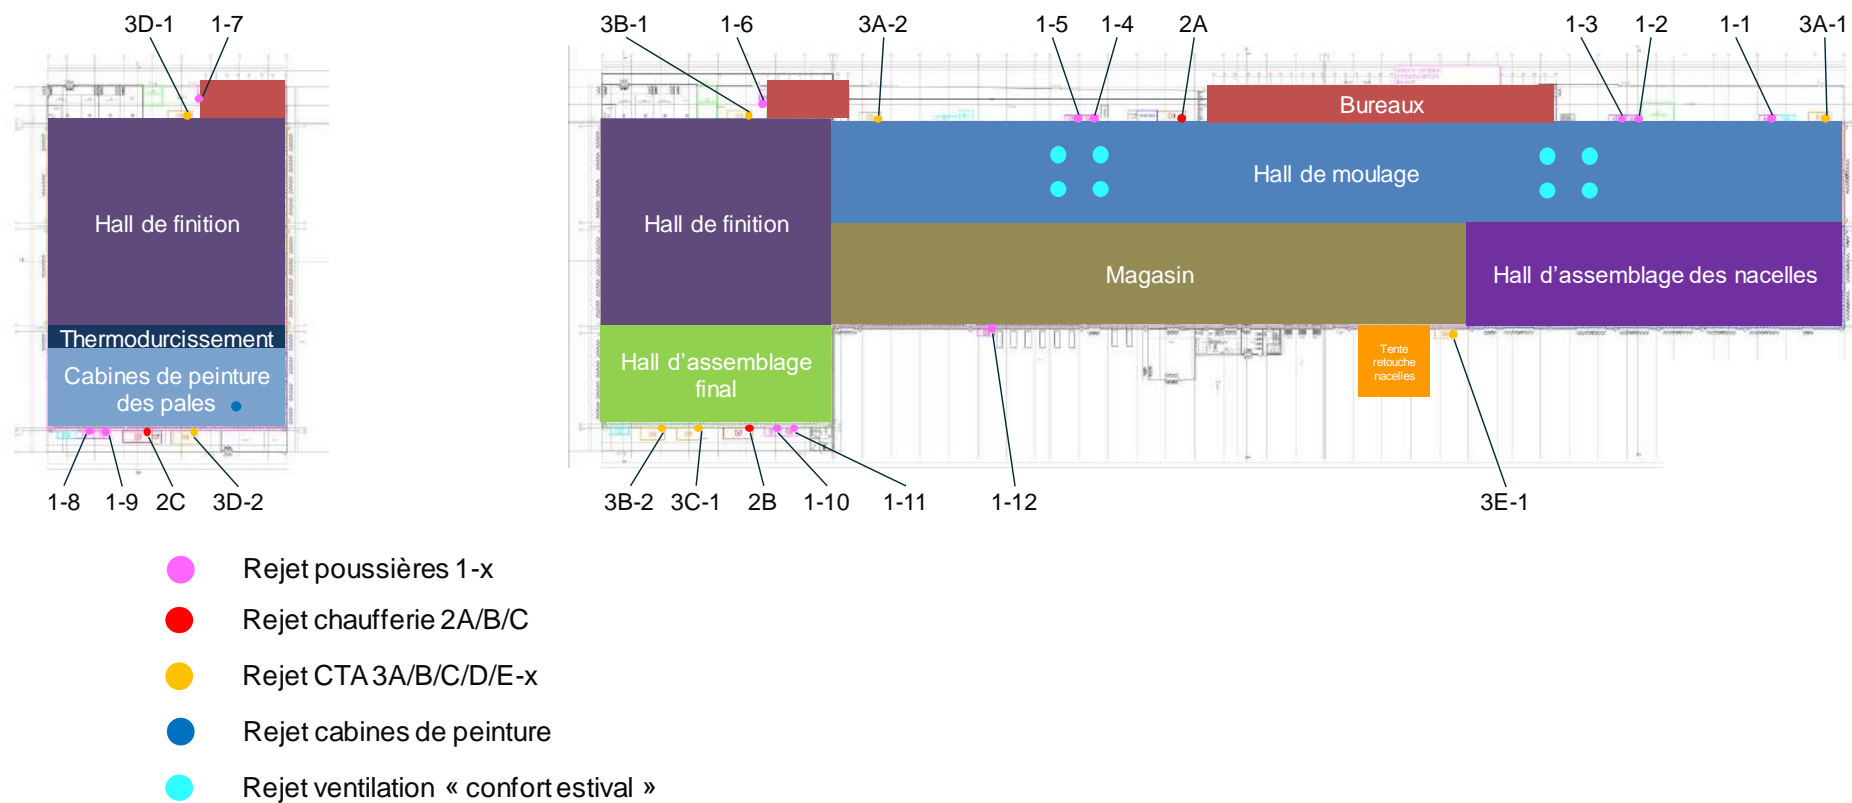 3D-1
1-7
3B-1
1-6
3A-2
1-5
1-4
2A
1-3
1-2
1-1
3A-1
Bureaux
Hall de moulage
Hall de finition
Hall de finition
Magasin
Hall d’assemblage des nacelles
Thermodurcissement
Cabines de peinture
des pales
Hall d’assemblage
final
Tente
retouche
nacelles
1-8
1-9
2C
3D-2
3B-2
3C-1
2B
1-10
1-11
1-12
3E-1
Rejet poussières 1-x
Rejet chaufferie 2A/B/C
Rejet CTA 3A/B/C/D/E-x
Rejet cabines de peinture
Rejet ventilation « confort estival »